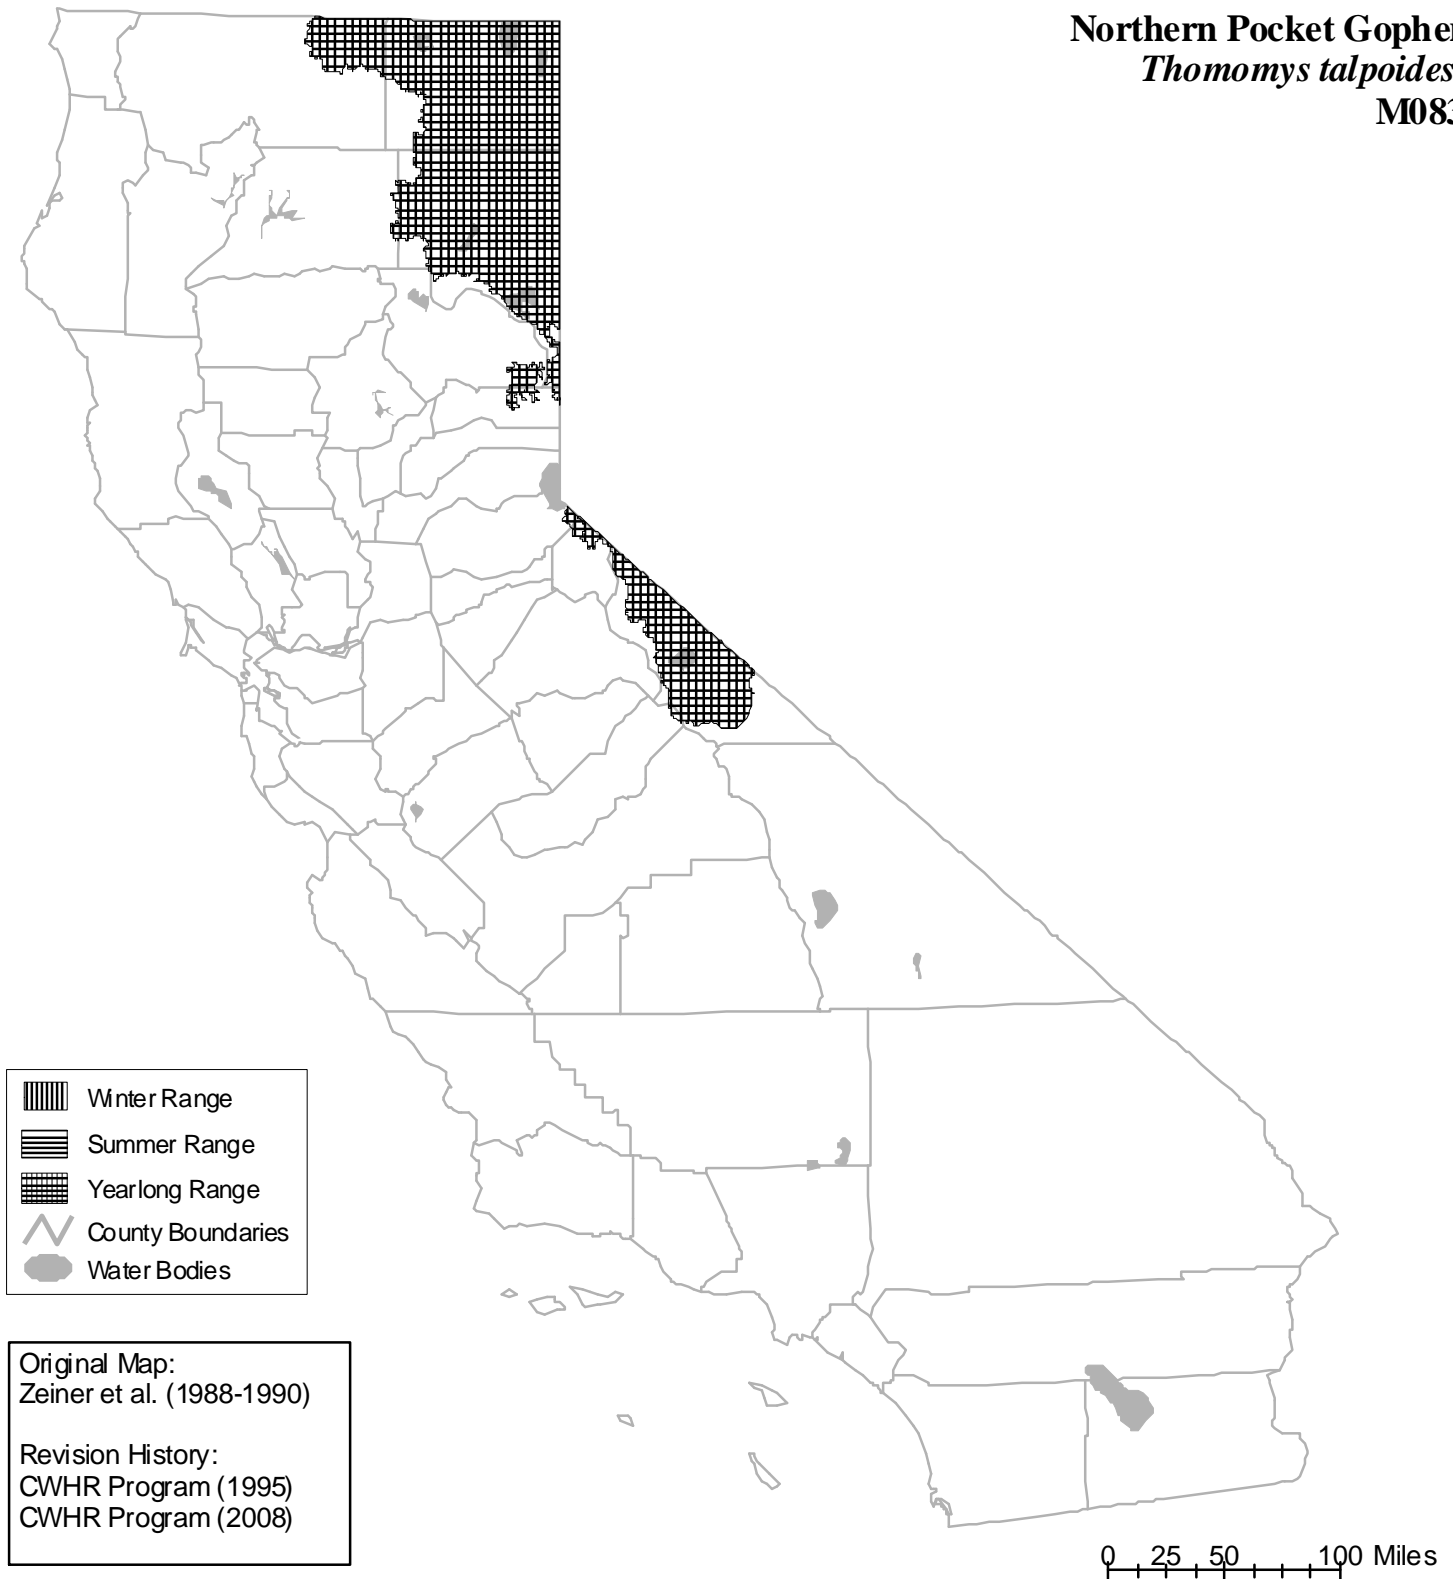 Northern Pocket Gopher
Thomomys talpoides
M083
Winter Range
Summer Range
Yearlong Range
County Boundaries
Water Bodies
Original Map:
Zeiner et al. (1988-1990)
Revision History:
CWHR Program (1995)
CWHR Program (2008)
0 25 50 100 Miles